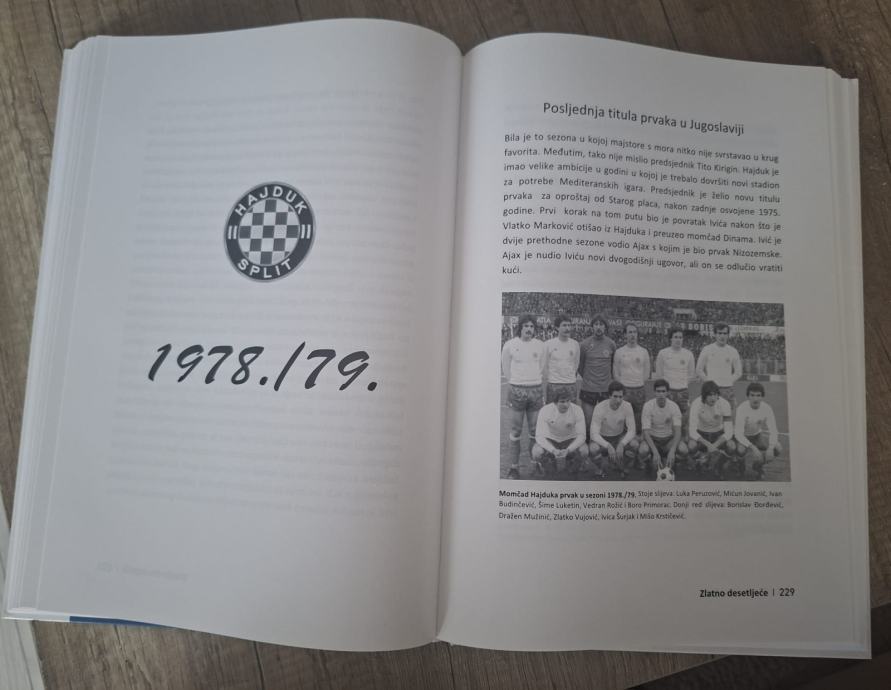 HAJDUK
SPLIT
1978./79.
Posljednja titula prvaka u Jugoslaviji
Bila je to sezona u kojoj majstore s mora nitko nije svrstavao u krug
favorita. Međutim, tako nije mislio predsjednik Tito Kirigin. Hajduk je
imao velike ambicije u godini u kojoj je trebalo dovršiti novi stadion
za potrebe Mediteranskih igara. Predsjednik je želio novu titulu
prvaka za oproštaj od Starog placa, nakon zadnje osvojene 1975.
godine. Prvi korak na tom putu bio je povratak Ivića nakon što je
Vlatko Marković otišao iz Hajduka i preuzeo momčad Dinama. Ivić je
dvije prethodne sezone vodio Ajax s kojim je bio prvak Nizozemske.
Ajax je nudio Iviću novi dvogodišnji ugovor, ali on se odlučio vratiti
kući.
Momčad Hajduka prvak u sezoni 1978./79. Stoje slijeva: Luka Peruzović, Mićun Jovanić, Ivan
Budinčević, Šime Luketin, Vedran Rožić i Boro Primorac. Donji red slijeva: Borislav Đorđević,
Dražen Mužinić, Zlatko Vujović, Ivica Šurjak i Mišo Krstičević.
Zlatno desetljeće | 229